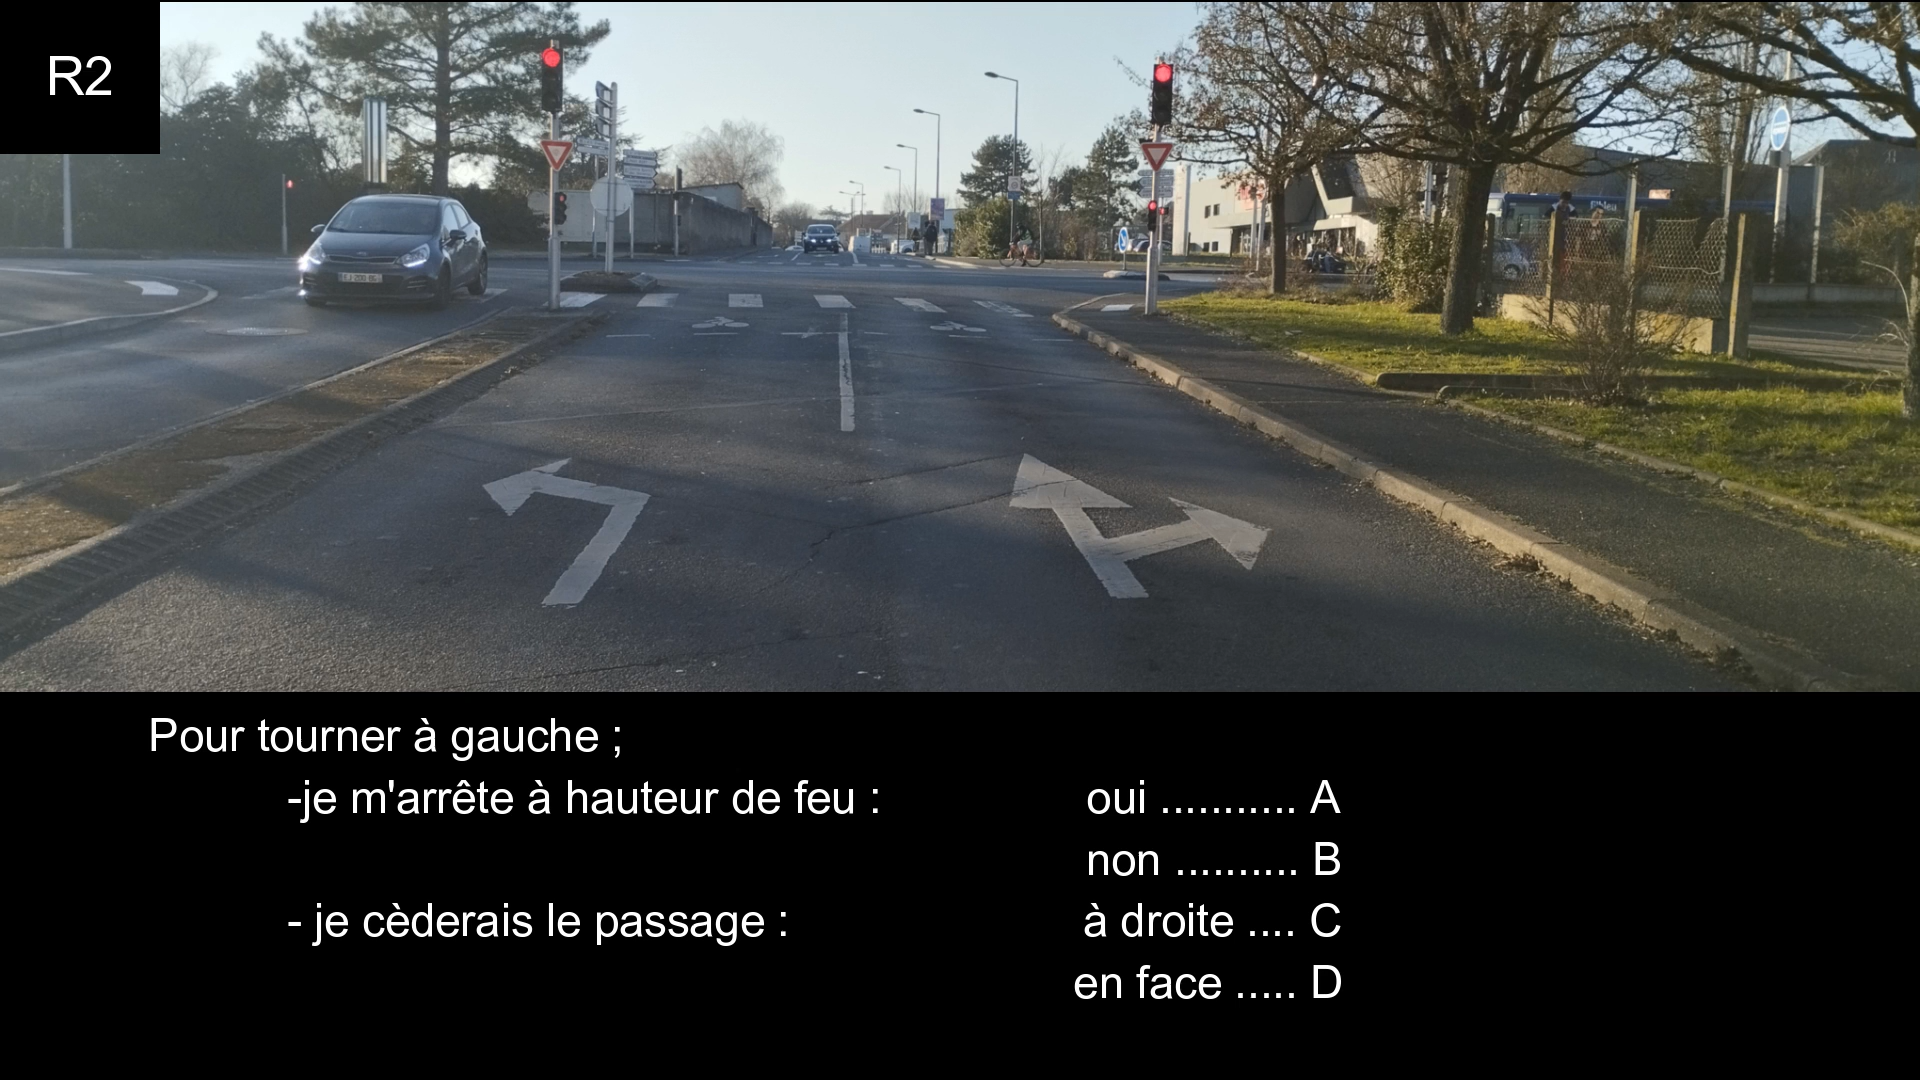 R2
Pour tourner à gauche ;
-je m'arrête à hauteur de feu : oui ........... A
non .......... B
- je cèderais le passage : à droite .... C
en face ..... D